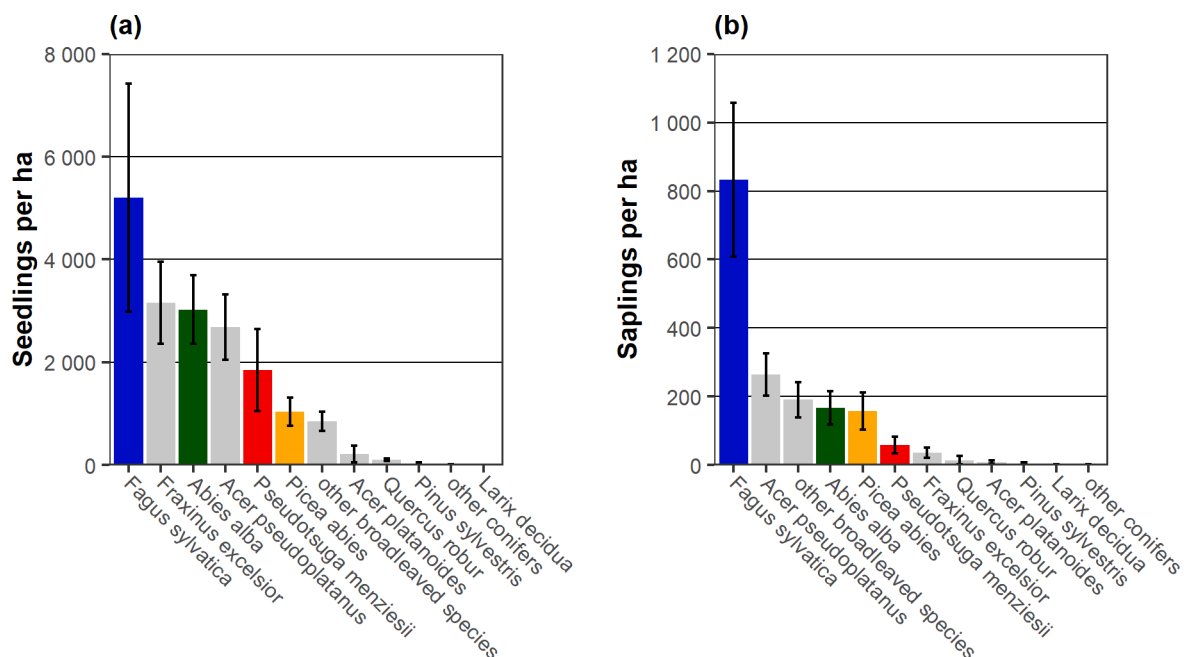 (a)
Seedlings per ha
8 000
6 000
4 000
2 000
0
Fagus sylvatica
Fraxinus excelsior
Abies alba
Acer pseudoplatanus
Pseudotsuga menziesii
Picea abies
other broadleaved species
Acer platanoides
Quercus robur
Pinus sylvestris
other conifers
Larix decidua
(b)
Saplings per ha
1 200
1 000
800
600
400
200
0
Fagus sylvatica
Acer pseudoplatanus
other broadleaved species
Abies alba
Picea abies
Pseudotsuga menziesii
Fraxinus excelsior
Quercus robur
Acer platanoides
Pinus sylvestris
Larix decidua
other conifers